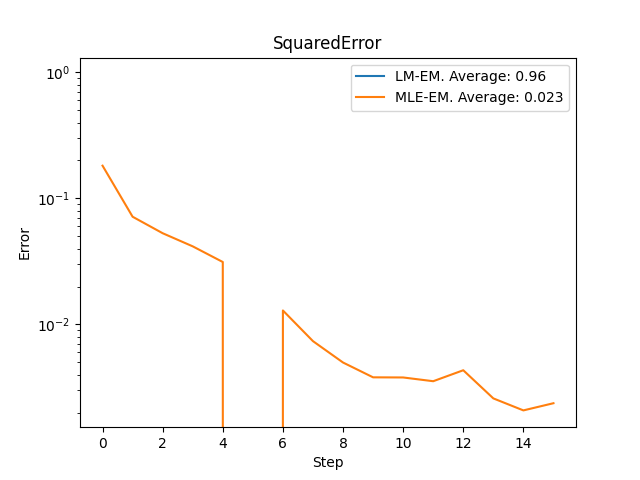 SquaredError
LM-EM. Average: 0.96
MLE-EM. Average: 0.023
10⁰
10⁻¹
10⁻²
Error
0 2 4 6 8 10 12 14
Step